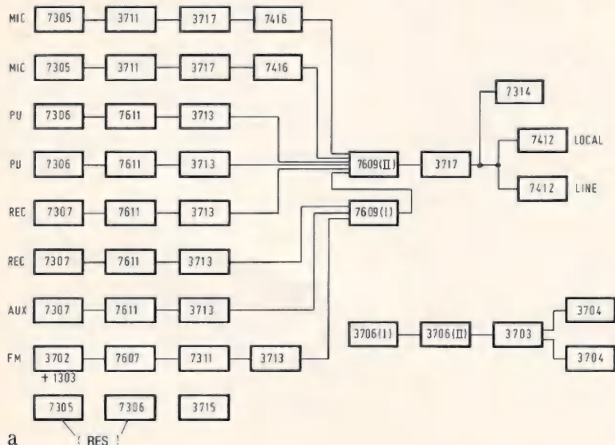 MIC 7305 3711 3717 7416
MIC 7305 3711 3717 7416
PU 7306 7611 3713
7314
PU 7306 7611 3713 7609(II) 3717 7412 LOCAL
7412 LINE
REC 7307 7611 3713 7609(I)
REC 7307 7611 3713
AUX 7307 7611 3713
3704
FM 3702 7607 7311 3713 3706(I) 3706(II) 3703
+ 1303
3704
7305 7306 3715
a ( RES )